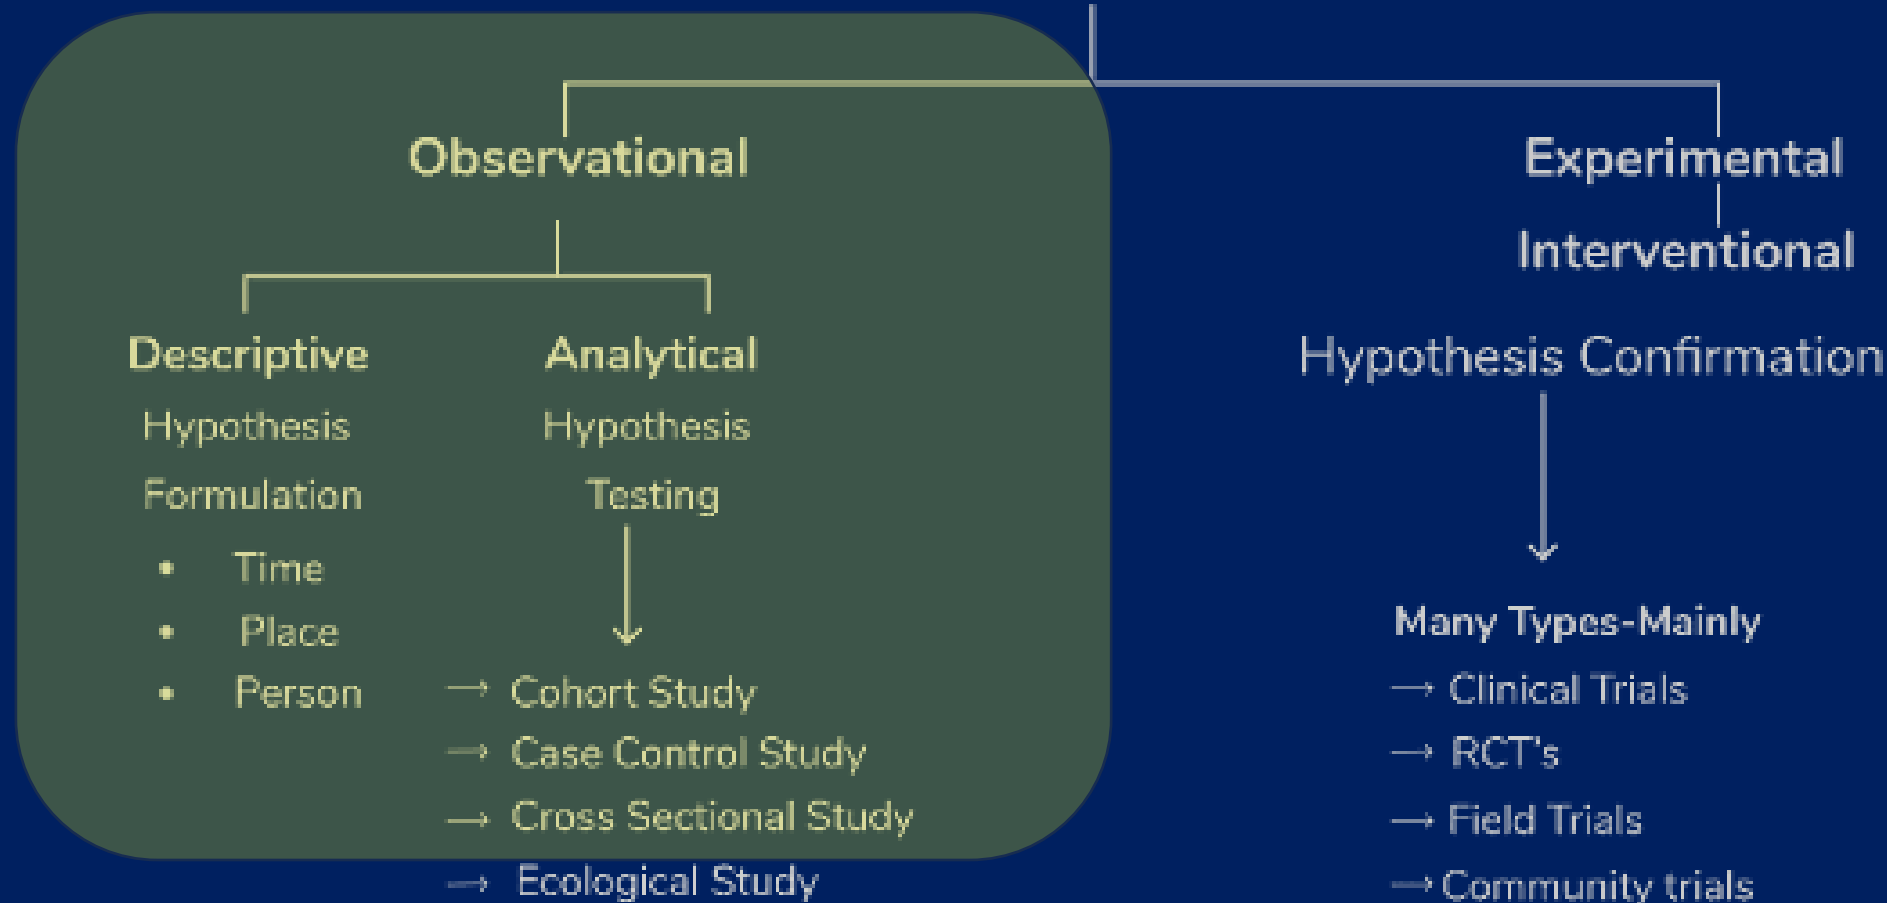 Observational
Descriptive
Hypothesis
Formulation
• Time
• Place
• Person
Analytical
Hypothesis
Testing
→ Cohort Study
→ Case Control Study
→ Cross Sectional Study
→ Ecological Study
Experimental
Interventional
Hypothesis Confirmation
Many Types-Mainly
→ Clinical Trials
→ RCT's
→ Field Trials
→ Community trials